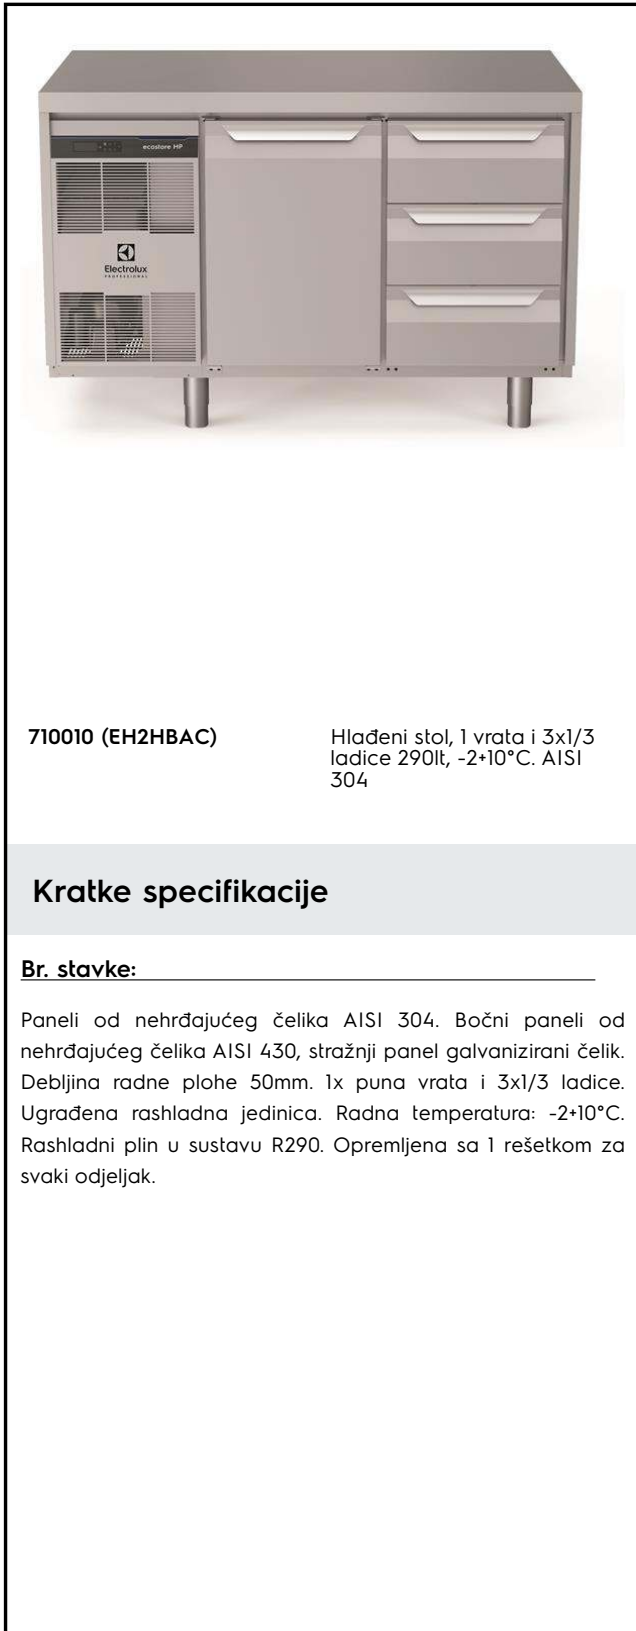 ecostore HP
Electrolux
PROFESSIONAL
710010 (EH2HBAC)
Hlađeni stol, 1 vrata i 3x1/3
ladice 290lt, -2+10°C. AISI
304
Kratke specifikacije
Br. stavke:
Paneli od nehrđajućeg čelika AISI 304. Bočni paneli od
nehrđajućeg čelika AISI 430, stražnji panel galvanizirani čelik.
Debljina radne plohe 50mm. 1x puna vrata i 3x1/3 ladice.
Ugrađena rashladna jedinica. Radna temperatura: -2+10°C.
Rashladni plin u sustavu R290. Opremljena sa 1 rešetkom za
svaki odjeljak.